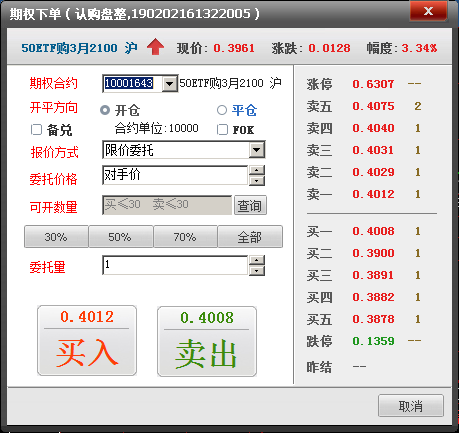 期权下单（认购盘整,190202161322005）
50ETF购3月2100 沪 现价: 0.3961 涨跌: 0.0128 幅度: 3.34%
期权合约 10001643 50ETF购3月2100 沪
开平方向 开仓 平仓
备兑 合约单位:10000 FOK
报价方式 限价委托
委托价格 对手价
可开数量 买≤30 卖≤30 查询
30% 50% 70% 全部
委托量 1
0.4012 买入
0.4008 卖出
涨停 0.6307 --
卖五 0.4075 2
卖四 0.4040 1
卖三 0.4031 1
卖二 0.4029 1
卖一 0.4012 1
买一 0.4008 1
买二 0.3900 1
买三 0.3891 1
买四 0.3882 1
买五 0.3878 1
跌停 0.1359 --
昨结 --
取消